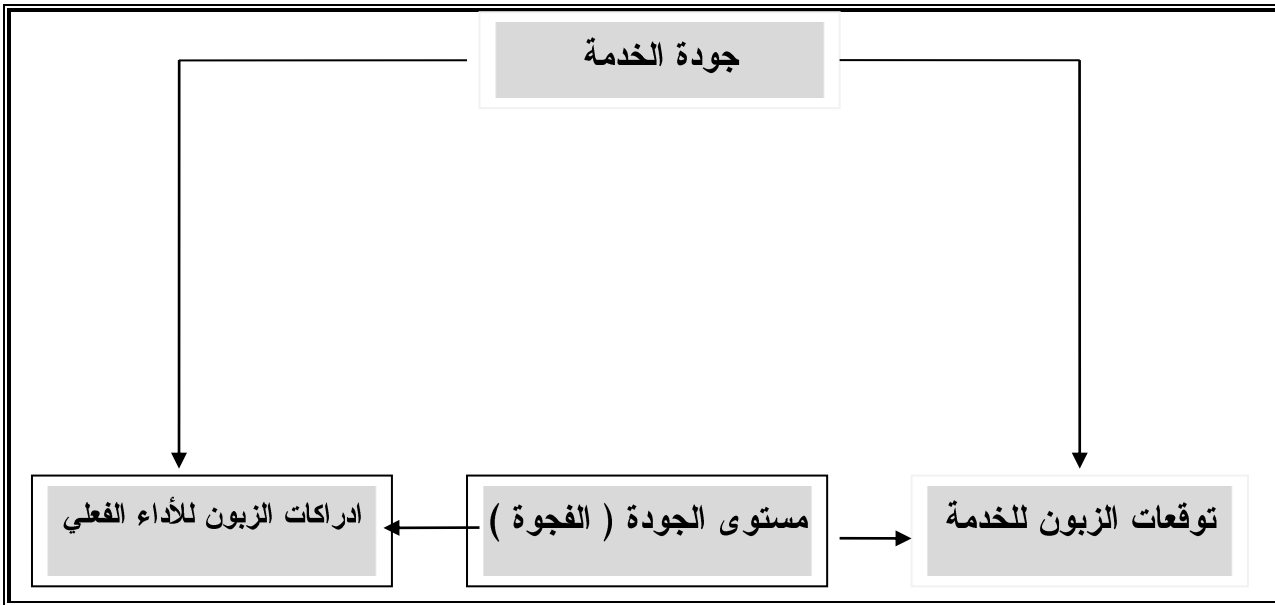 جودة الخدمة
توقعات الزبون للخدمة
مستوى الجودة ( الفجوة )
ادراكات الزبون للأداء الفعلي